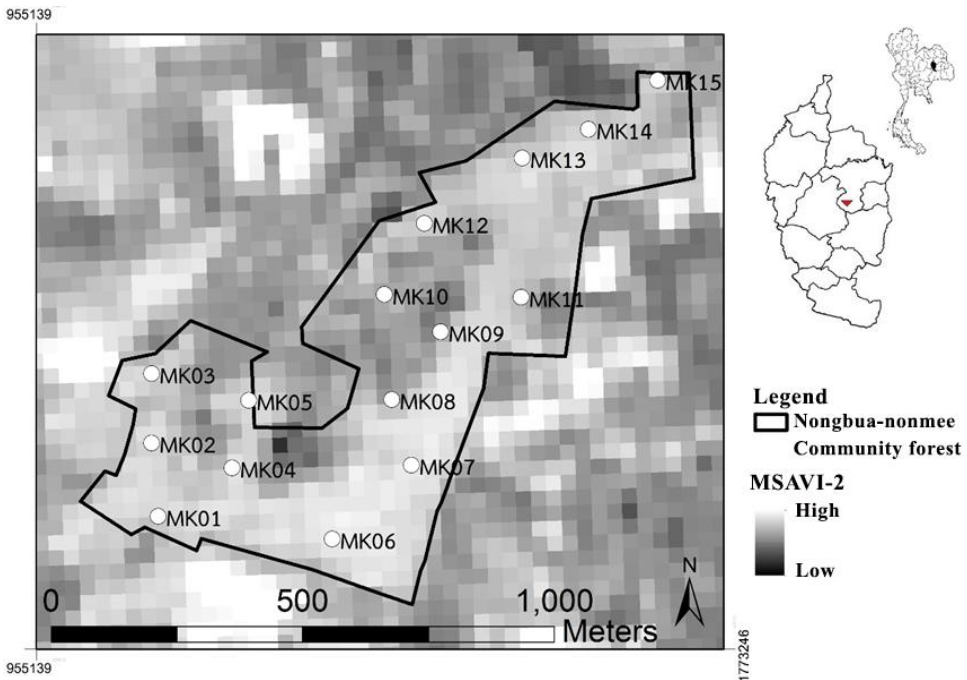 955139
MK15
MK14
MK13
MK12
MK10
MK11
MK09
MK03
MK05
MK08
MK02
MK04
MK07
MK01
MK06
0 500 1,000
Meters
N
955139
1773246
Legend
Nongbua-nonmee
Community forest
MSAVI-2
High
Low